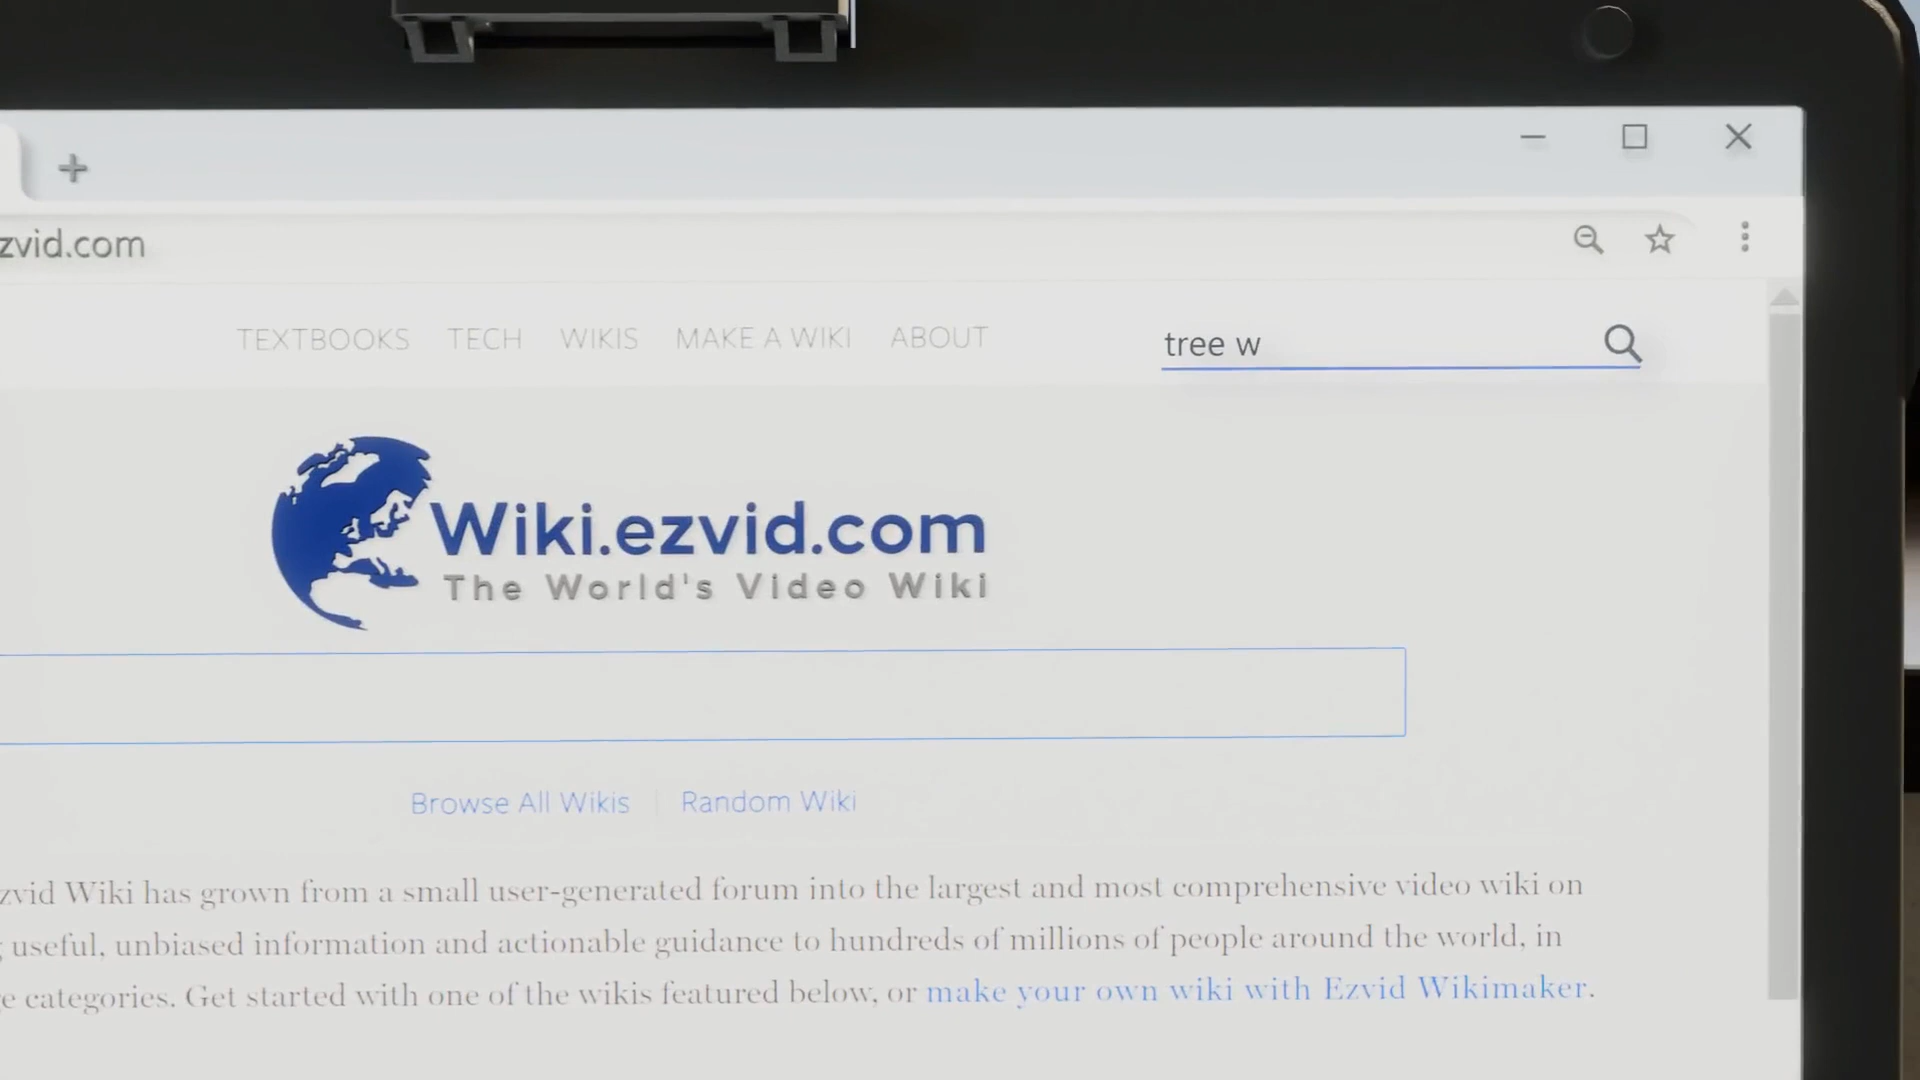 zvid.com
TEXTBOOKS TECH WIKIS MAKE A WIKI ABOUT
tree w
Wiki.ezvid.com
The World's Video Wiki
Browse All Wikis Random Wiki
zvid Wiki has grown from a small user-generated forum into the largest and most comprehensive video wiki on
useful, unbiased information and actionable guidance to hundreds of millions of people around the world, in
e categories. Get started with one of the wikis featured below, or make your own wiki with Ezvid Wikimaker.